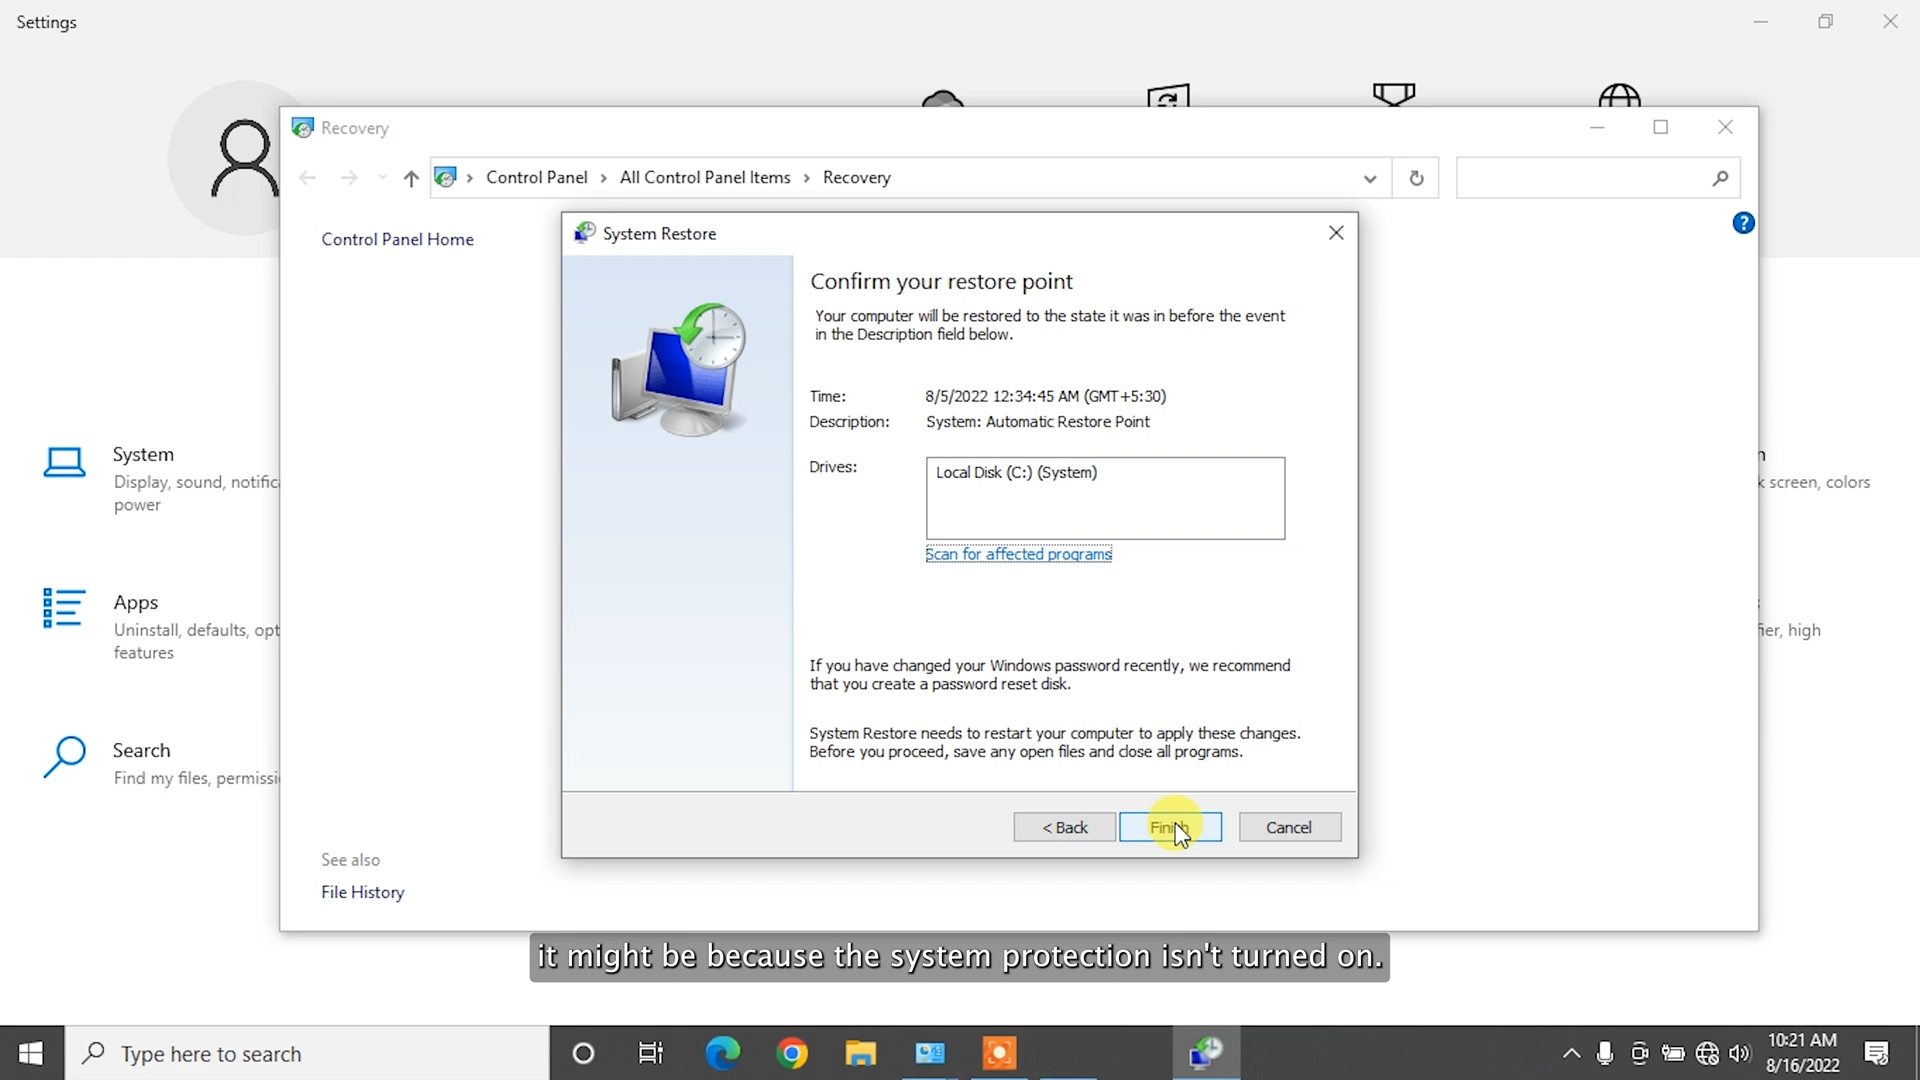 Settings
Recovery
Control Panel > All Control Panel Items > Recovery
Control Panel Home
System Restore
Confirm your restore point
Your computer will be restored to the state it was in before the event
in the Description field below.
Time: 8/5/2022 12:34:45 AM (GMT+5:30)
Description: System: Automatic Restore Point
Drives: Local Disk (C:) (System)
Scan for affected programs
If you have changed your Windows password recently, we recommend
that you create a password reset disk.
System Restore needs to restart your computer to apply these changes.
Before you proceed, save any open files and close all programs.
< Back
Finish
Cancel
System
Display, sound, notifica
power
Apps
Uninstall, defaults, opt
features
Search
Find my files, permissi
k screen, colors
fier, high
See also
File History
it might be because the system protection isn't turned on.
Type here to search
10:21 AM
8/16/2022